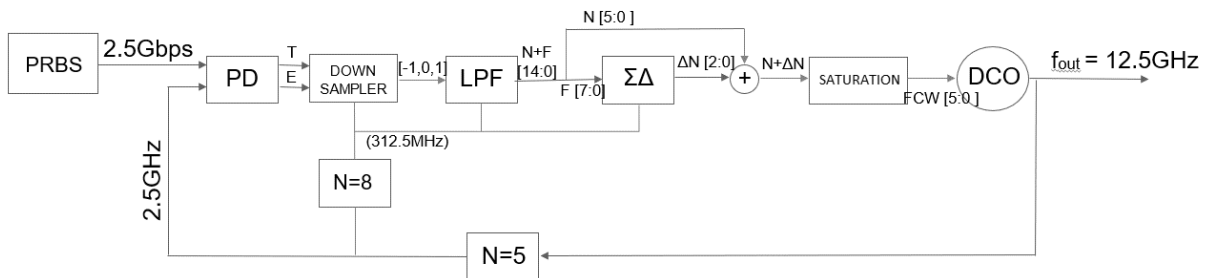 PRBS
2.5Gbps
PD
T
E
DOWN
SAMPLER
[-1,0,1]
LPF
N+F
[14:0]
N [5:0 ]
F [7:0]
ΣΔ
ΔN [2:0]
+
N+ΔN
SATURATION
FCW [5:0 ]
DCO
fout = 12.5GHz
(312.5MHz)
N=8
2.5GHz
N=5